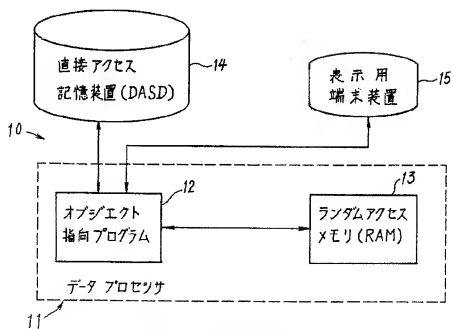 直接アクセス
記憶装置(DASD)
14
表示用
端末装置
15
10
12
オブジェクト
指向プログラム
13
ランダムアクセス
メモリ(RAM)
データ プロセッサ
11